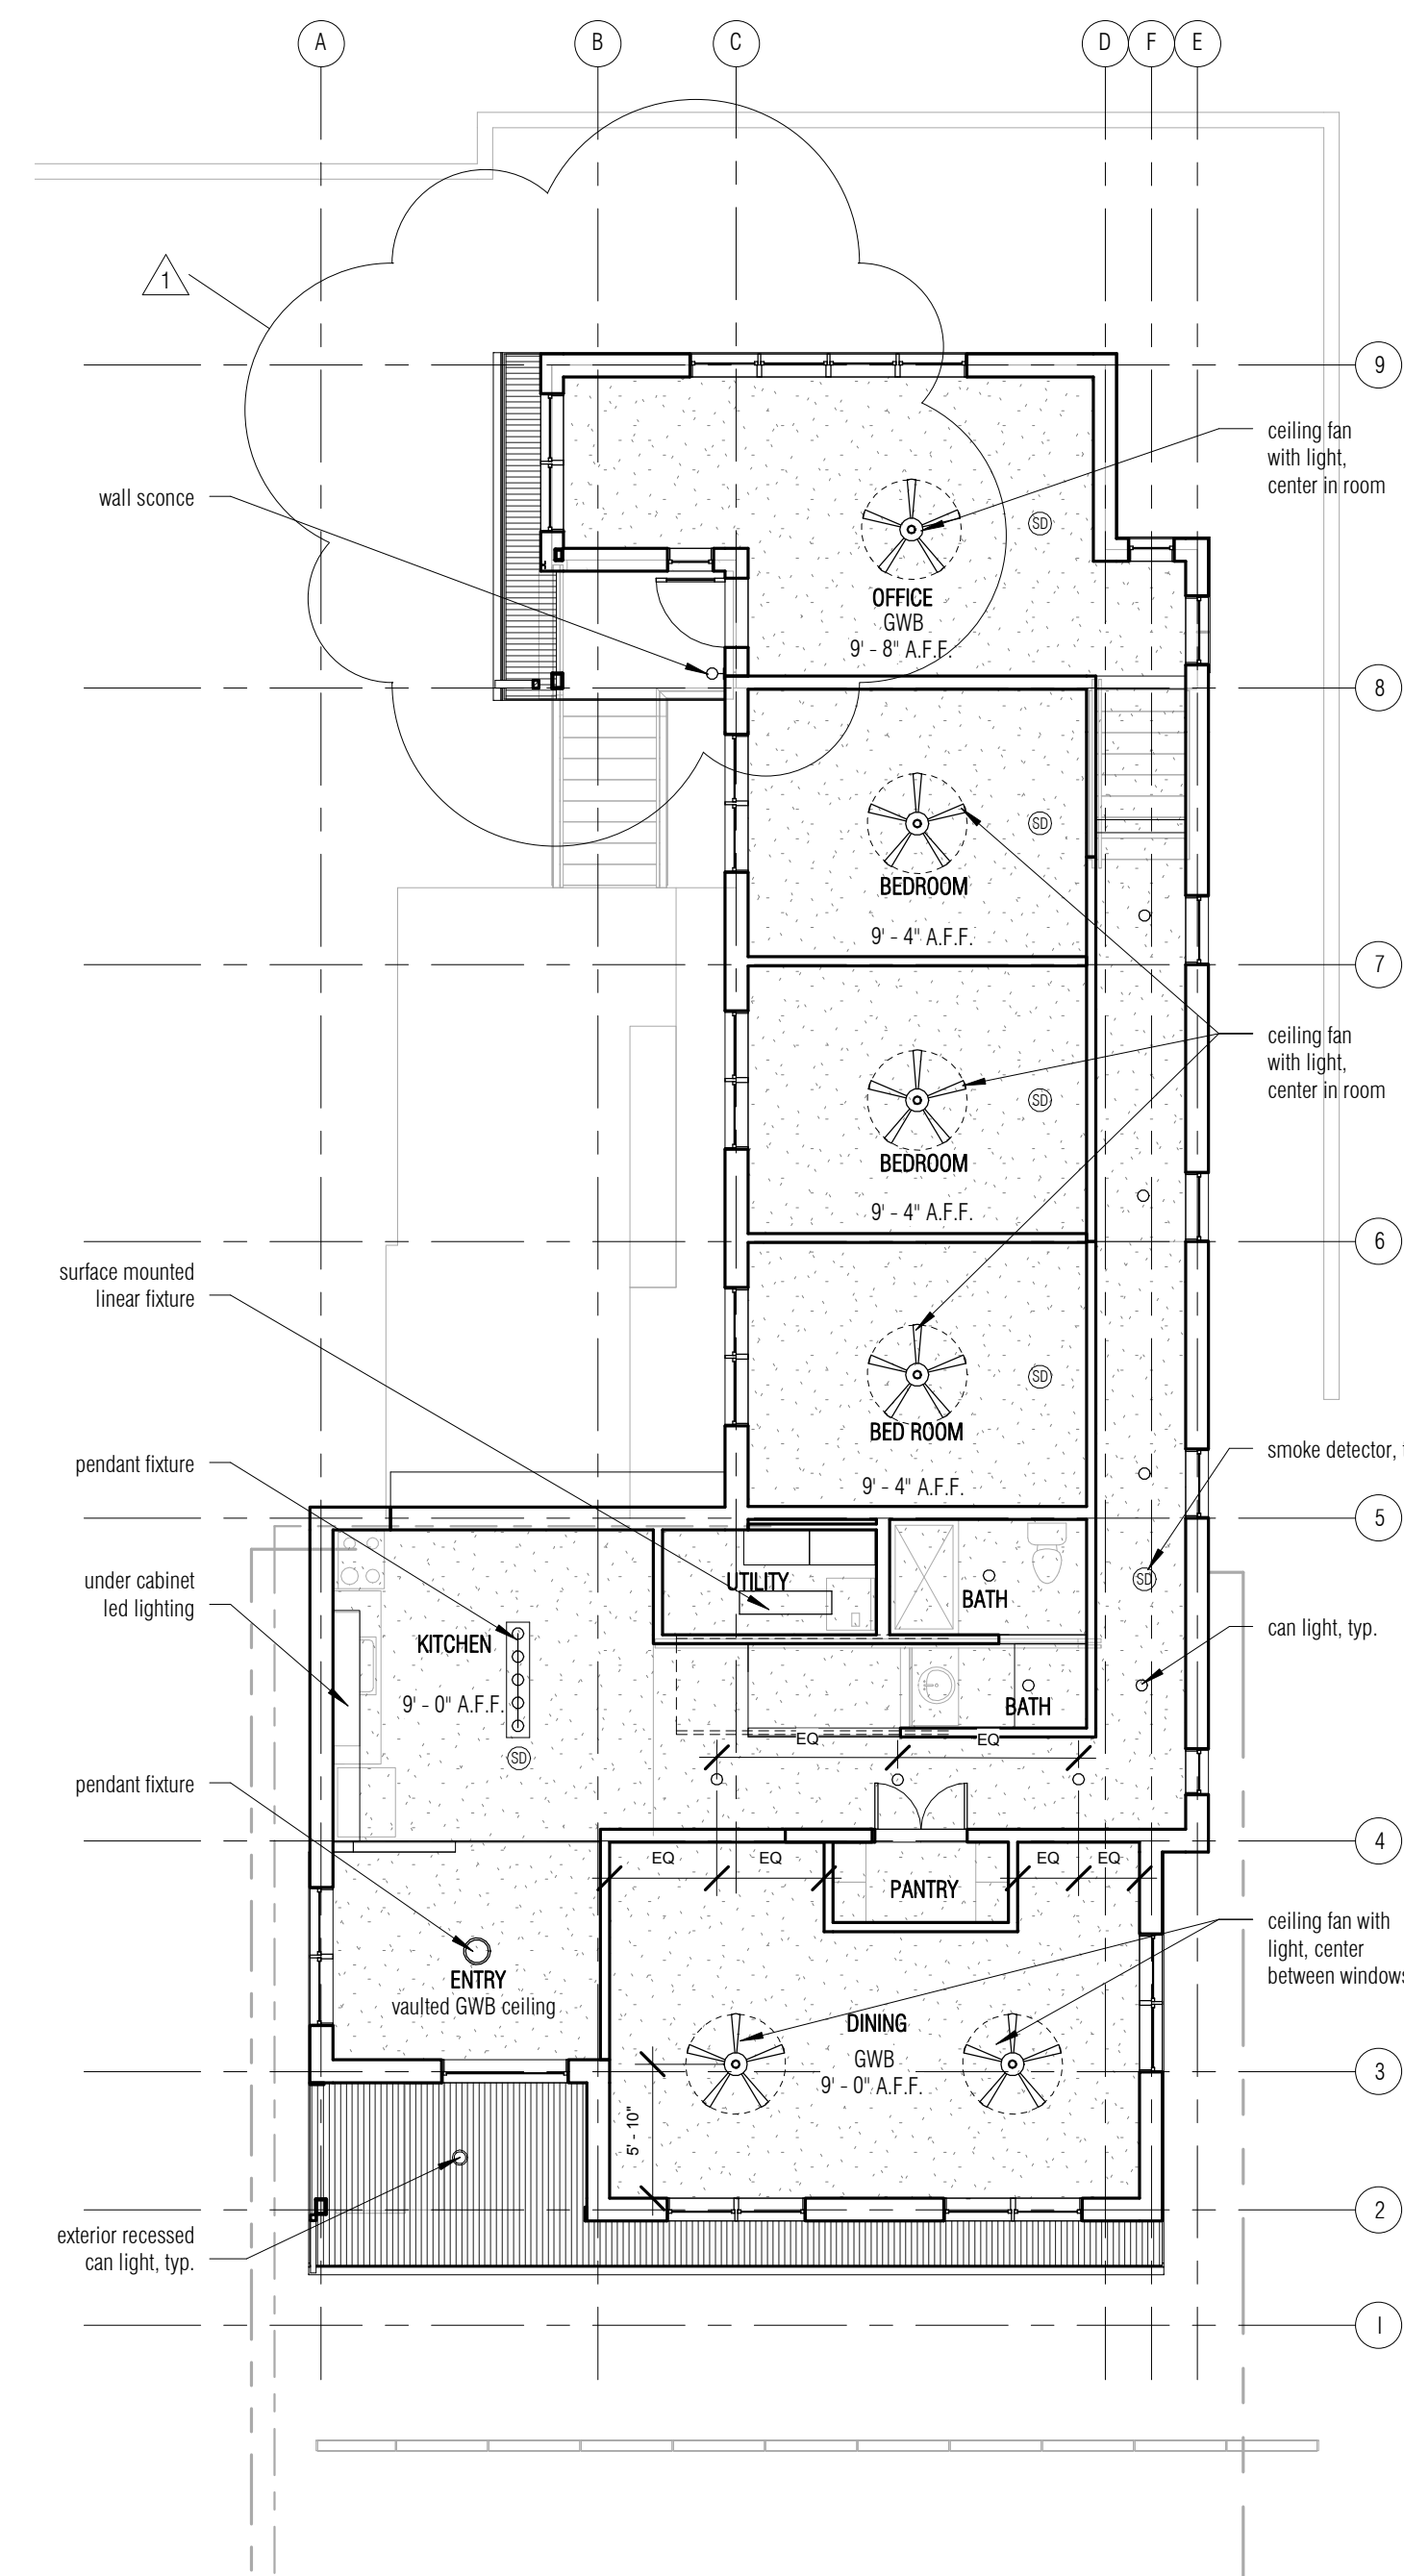 A
B
C
D
F
E
1
9
ceiling fan
with light,
center in room
wall sconce
SD
OFFICE
GWB
9' - 8" A.F.F.
8
SD
BEDROOM
9' - 4" A.F.F.
7
ceiling fan
with light,
center in room
SD
BEDROOM
9' - 4" A.F.F.
6
surface mounted
linear fixture
SD
BED ROOM
9' - 4" A.F.F.
pendant fixture
smoke detector,
5
under cabinet
led lighting
UTILITY
BATH
SD
KITCHEN
can light, typ.
9' - 0" A.F.F.
BATH
EQ
EQ
SD
pendant fixture
4
EQ
EQ
EQ
EQ
PANTRY
ceiling fan with
light, center
between windows
ENTRY
vaulted GWB ceiling
DINING
GWB
9' - 0" A.F.F.
3
5' - 10"
2
exterior recessed
can light, typ.
I